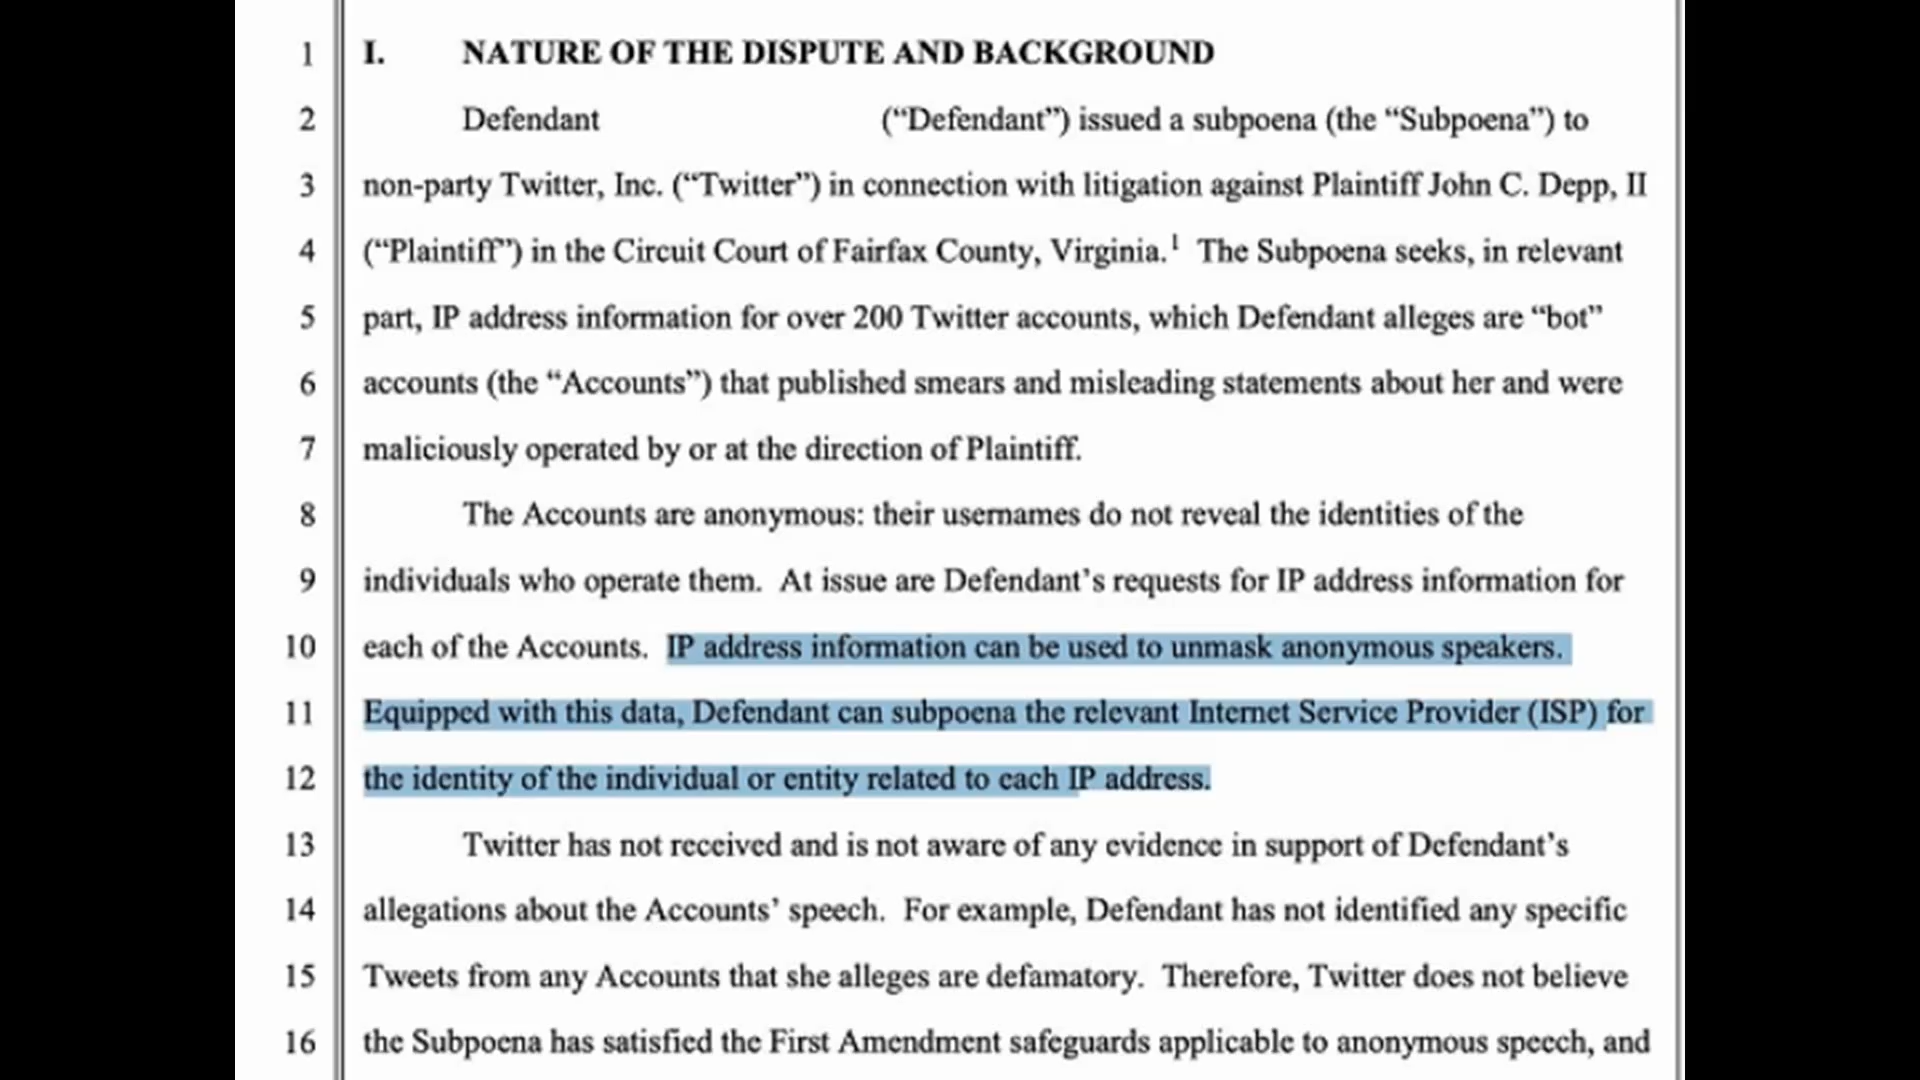 1 I. NATURE OF THE DISPUTE AND BACKGROUND
2 Defendant (“Defendant”) issued a subpoena (the “Subpoena”) to
3 non-party Twitter, Inc. (“Twitter”) in connection with litigation against Plaintiff John C. Depp, II
4 (“Plaintiff”) in the Circuit Court of Fairfax County, Virginia.1 The Subpoena seeks, in relevant
5 part, IP address information for over 200 Twitter accounts, which Defendant alleges are “bot”
6 accounts (the “Accounts”) that published smears and misleading statements about her and were
7 maliciously operated by or at the direction of Plaintiff.
8 The Accounts are anonymous: their usernames do not reveal the identities of the
9 individuals who operate them. At issue are Defendant’s requests for IP address information for
10 each of the Accounts. IP address information can be used to unmask anonymous speakers.
11 Equipped with this data, Defendant can subpoena the relevant Internet Service Provider (ISP) for
12 the identity of the individual or entity related to each IP address.
13 Twitter has not received and is not aware of any evidence in support of Defendant’s
14 allegations about the Accounts’ speech. For example, Defendant has not identified any specific
15 Tweets from any Accounts that she alleges are defamatory. Therefore, Twitter does not believe
16 the Subpoena has satisfied the First Amendment safeguards applicable to anonymous speech, and